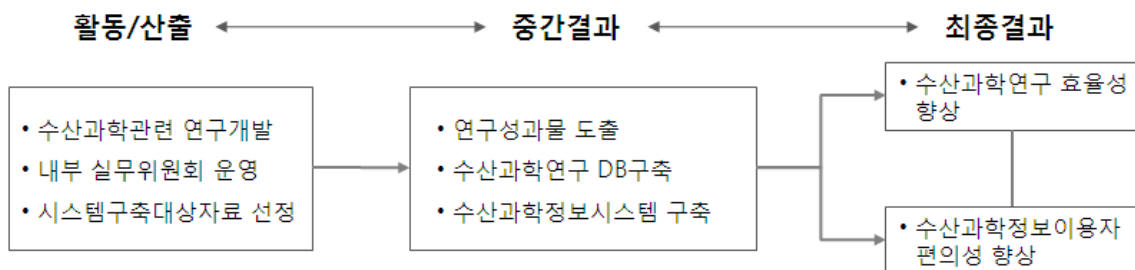 활동/산출
중간결과
최종결과
• 수산과학관련 연구개발
• 내부 실무위원회 운영
• 시스템구축대상자료 선정
• 연구성과물 도출
• 수산과학연구 DB구축
• 수산과학정보시스템 구축
• 수산과학연구 효율성
향상
• 수산과학정보이용자
편의성 향상